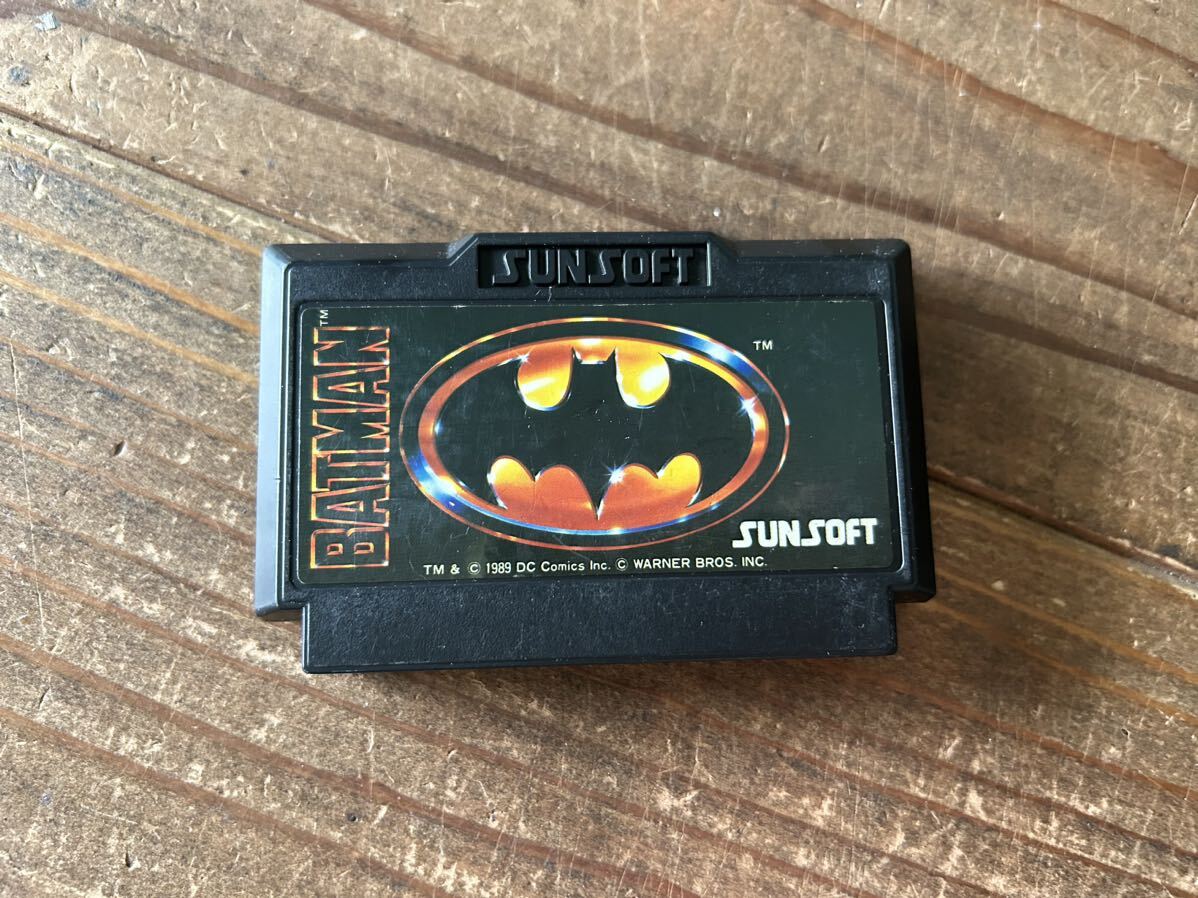 SUNSOFT
BATMAN™
TM
SUNSOFT
TM & © 1989 DC Comics Inc. © WARNER BROS. INC.